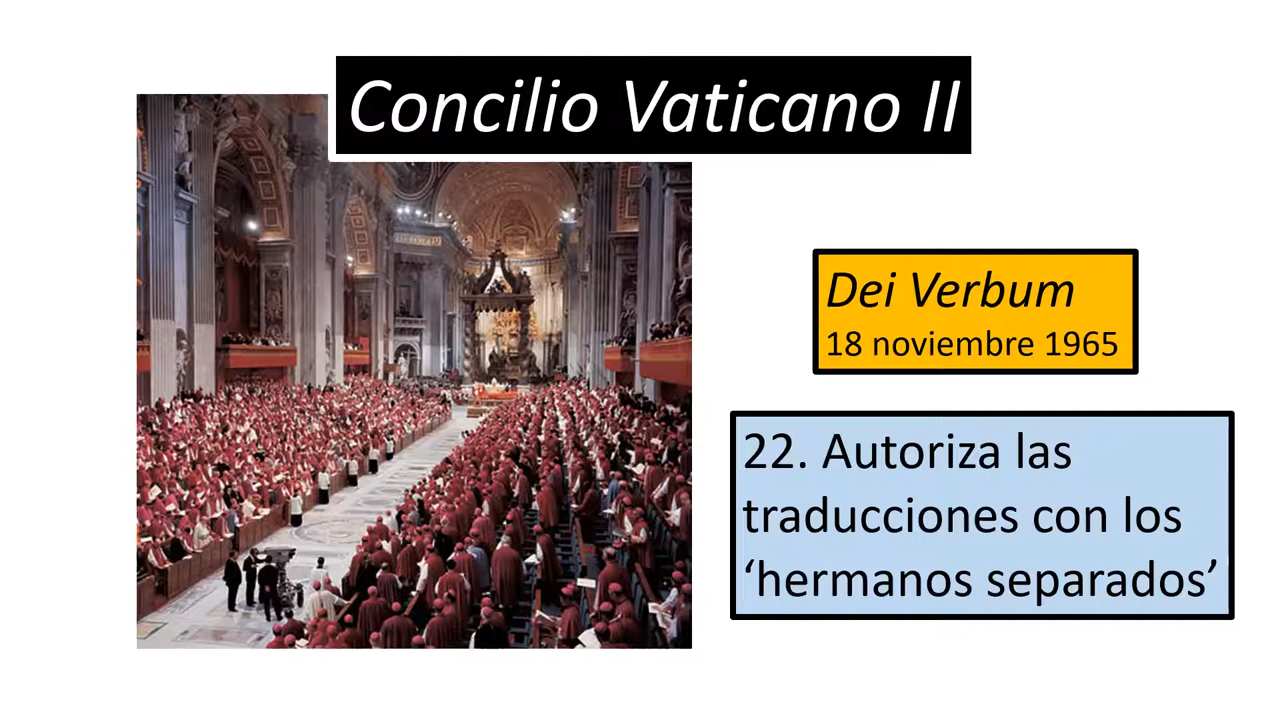 Concilio Vaticano II
Dei Verbum
18 noviembre 1965
22. Autoriza las
traducciones con los
‘hermanos separados’